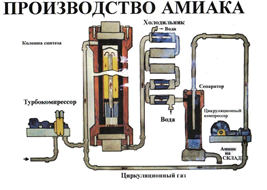 ПРОИЗВОДСТВО АМИАКА
Холодильник
Вода
Колонна синтеза
Сепаратор
Турбокомпрессор
Циркуляционный
компрессор
Вода
Аммиак
на
СКЛАД
Циркуляционный газ